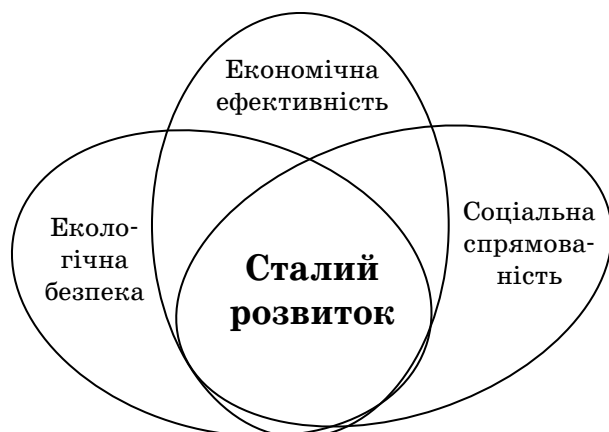 Економічна
ефективність
Еколо-
гічна
безпека
Соціальна
спрямова-
ність
Сталий
розвиток